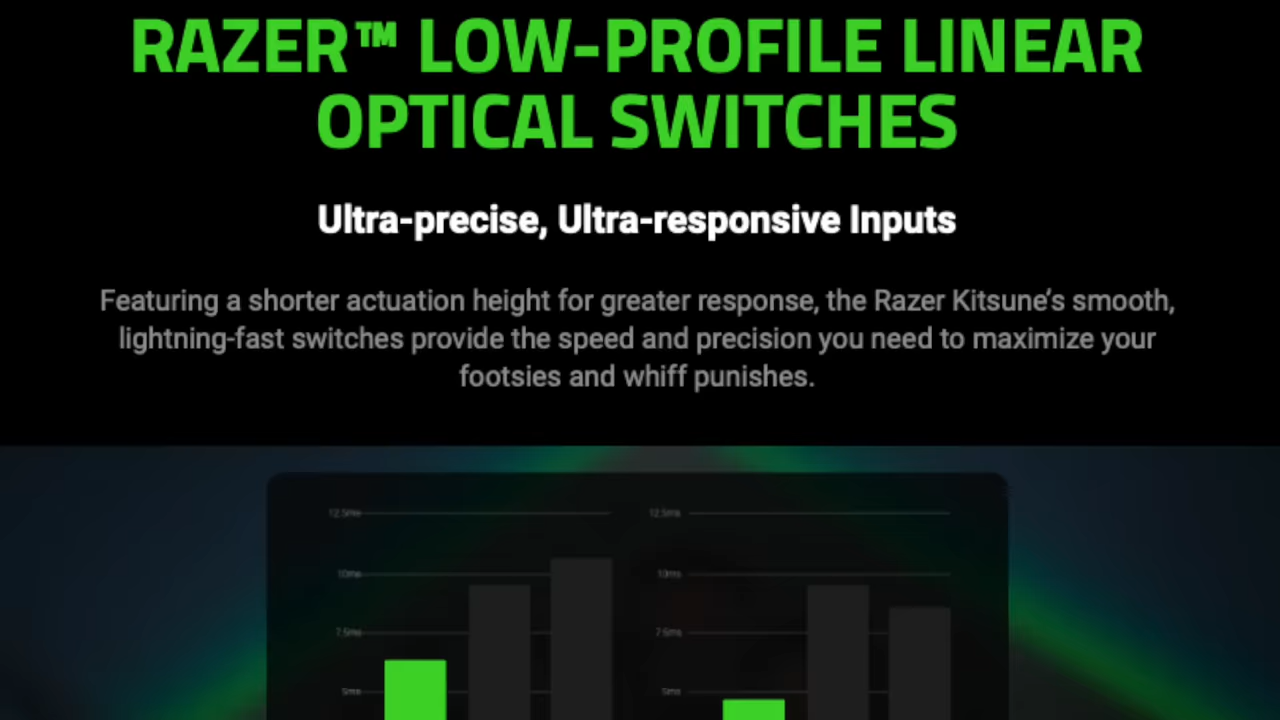 RAZER™ LOW-PROFILE LINEAR
OPTICAL SWITCHES
Ultra-precise, Ultra-responsive Inputs
Featuring a shorter actuation height for greater response, the Razer Kitsune’s smooth,
lightning-fast switches provide the speed and precision you need to maximize your
footsies and whiff punishes.
12.5ms 12.5ms
10ms 10ms
7.5ms 7.5ms
5ms 5ms